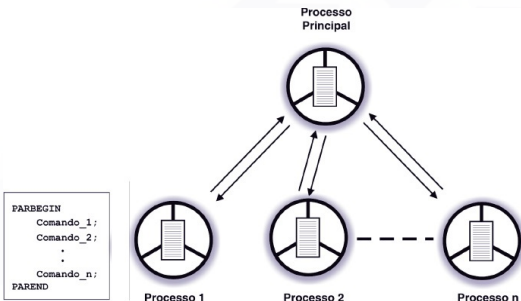 Processo
Principal
PARBEGIN
Comando_1;
Comando_2;
.
.
Comando_n;
PAREND
Processo 1
Processo 2
Processo n